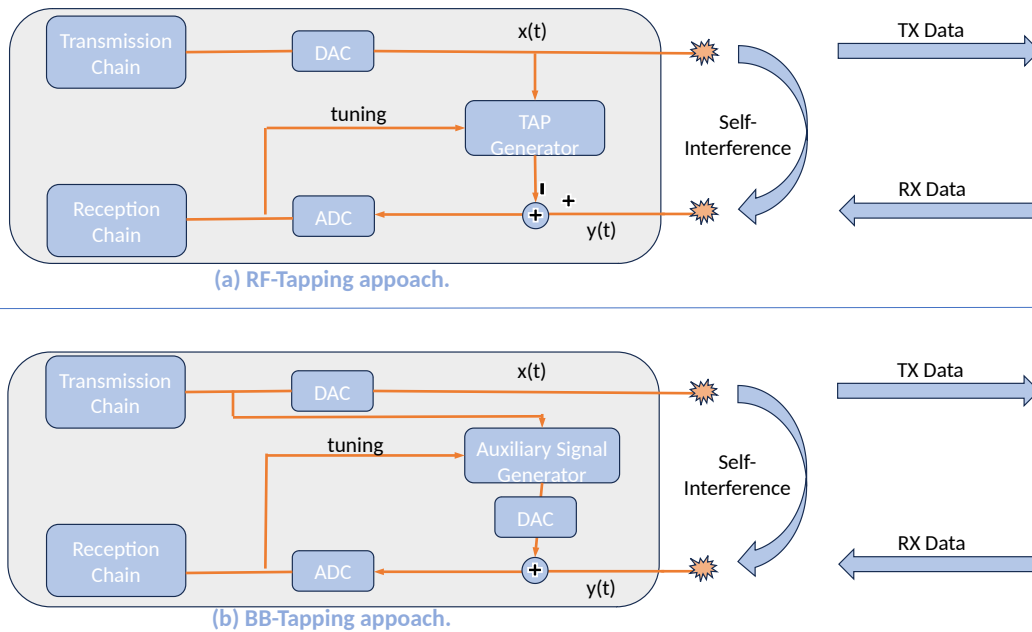 Transmission
Chain
DAC
x(t)
TX Data
tuning
TAP
Generator
Self-
Interference
+
RX Data
Reception
Chain
ADC
+
y(t)
(a) RF-Tapping appoach.
Transmission
Chain
DAC
x(t)
TX Data
tuning
Auxiliary Signal
Generator
Self-
Interference
DAC
RX Data
Reception
Chain
ADC
+
y(t)
(b) BB-Tapping appoach.